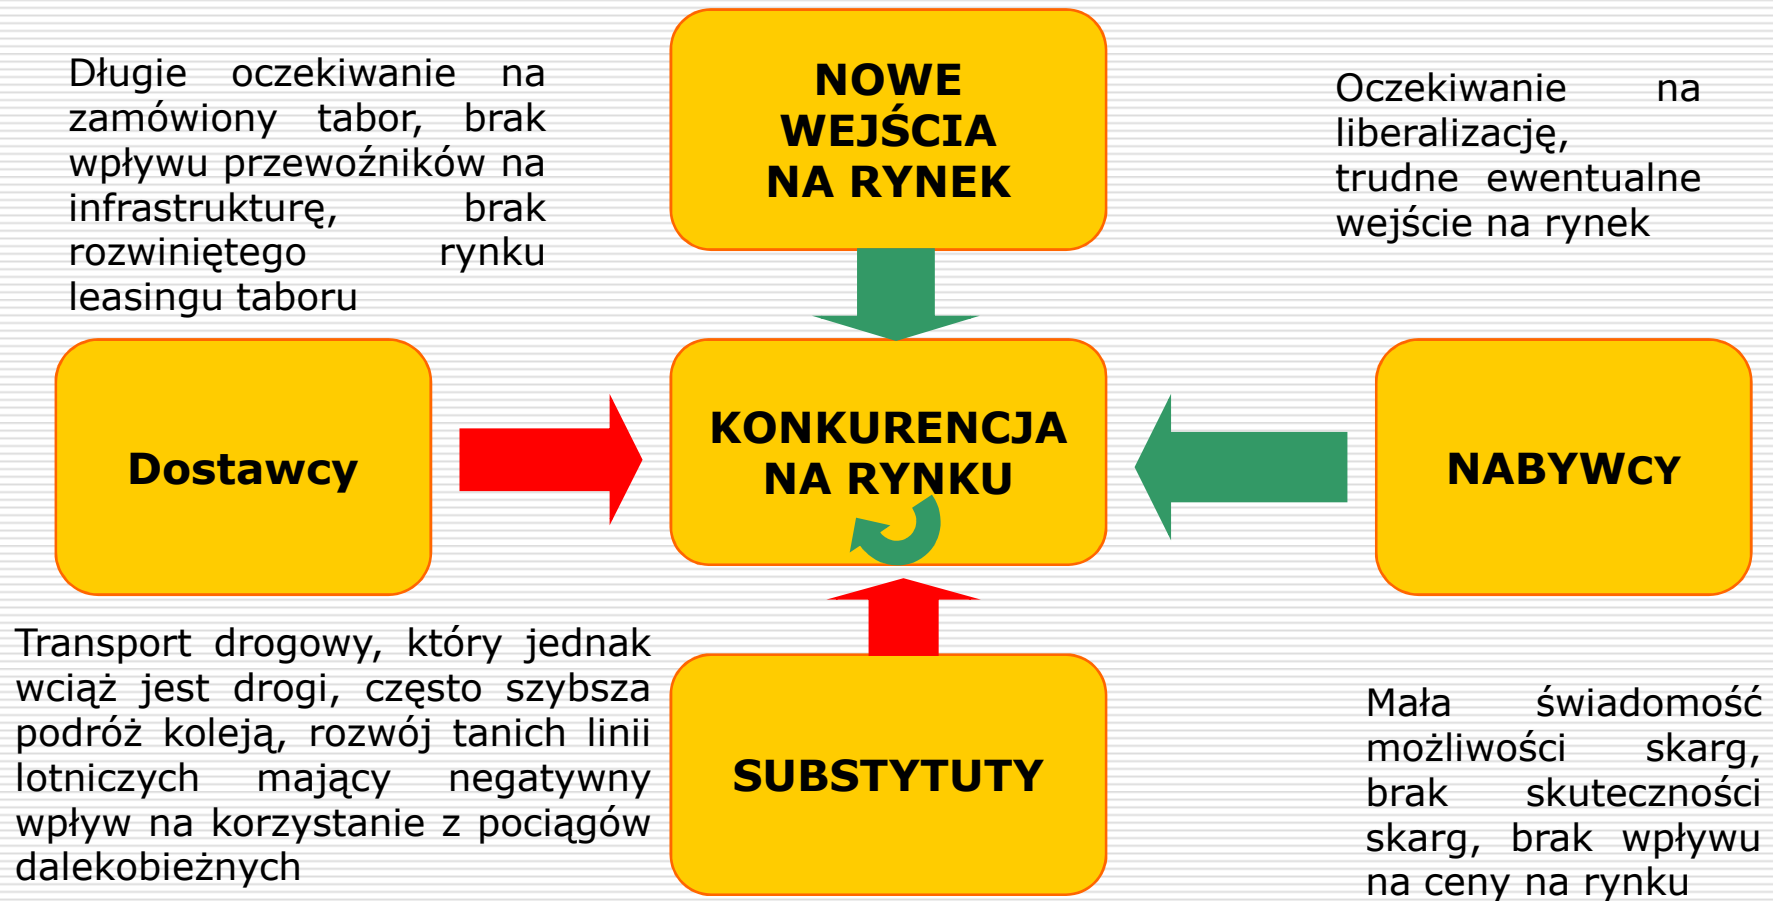 Długie oczekiwanie na
zamówiony tabor, brak
wpływu przewoźników na
infrastrukturę, brak
rozwiniętego rynku
leasingu taboru
NOWE
WEJŚCIA
NA RYNEK
Oczekiwanie na
liberalizację,
trudne ewentualne
wejście na rynek
Dostawcy
KONKURENCJA
NA RYNKU
NABYWCY
Transport drogowy, który jednak
wciąż jest drogi, często szybsza
podróż koleją, rozwój tanich linii
lotniczych mający negatywny
wpływ na korzystanie z pociągów
dalekobieżnych
SUBSTYTUTY
Mała świadomość
możliwości skarg,
brak skuteczności
skarg, brak wpływu
na ceny na rynku